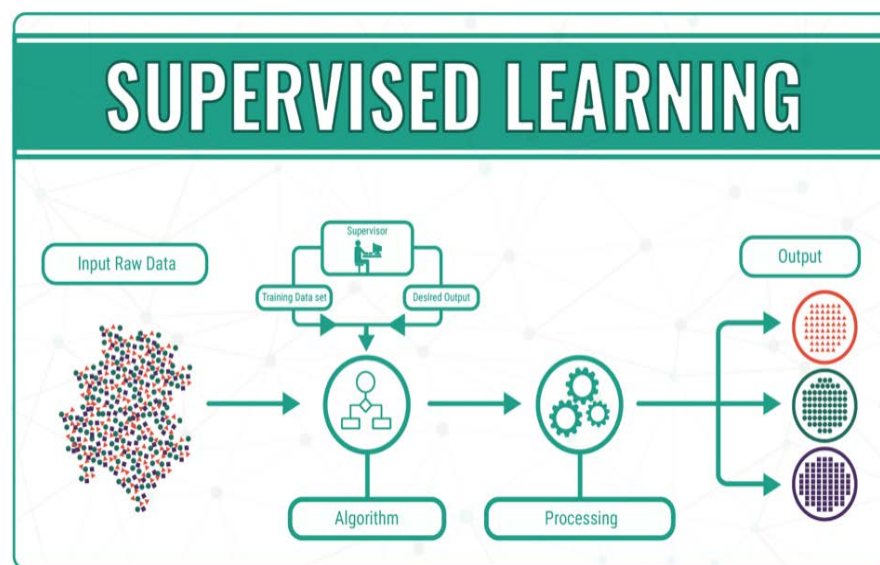 SUPERVISED LEARNING
Input Raw Data
Supervisor
Training Data set
Desired Output
Algorithm
Processing
Output